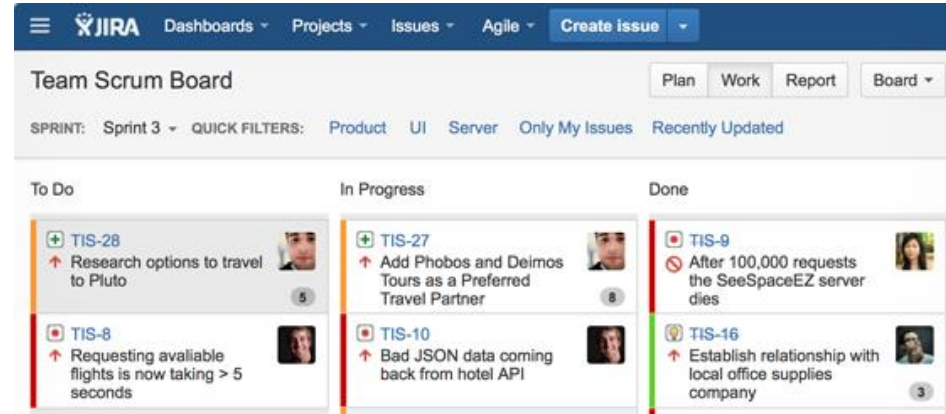 JIRA Dashboards Projects Issues Agile Create issue
Team Scrum Board
Plan Work Report Board
SPRINT: Sprint 3 QUICK FILTERS: Product UI Server Only My Issues Recently Updated
To Do
TIS-28
Research options to travel
to Pluto
5
TIS-8
Requesting avaliable
flights is now taking > 5
seconds
In Progress
TIS-27
Add Phobos and Deimos
Tours as a Preferred
Travel Partner
8
TIS-10
Bad JSON data coming
back from hotel API
Done
TIS-9
After 100,000 requests
the SeeSpaceEZ server
dies
TIS-16
Establish relationship with
local office supplies
company
3